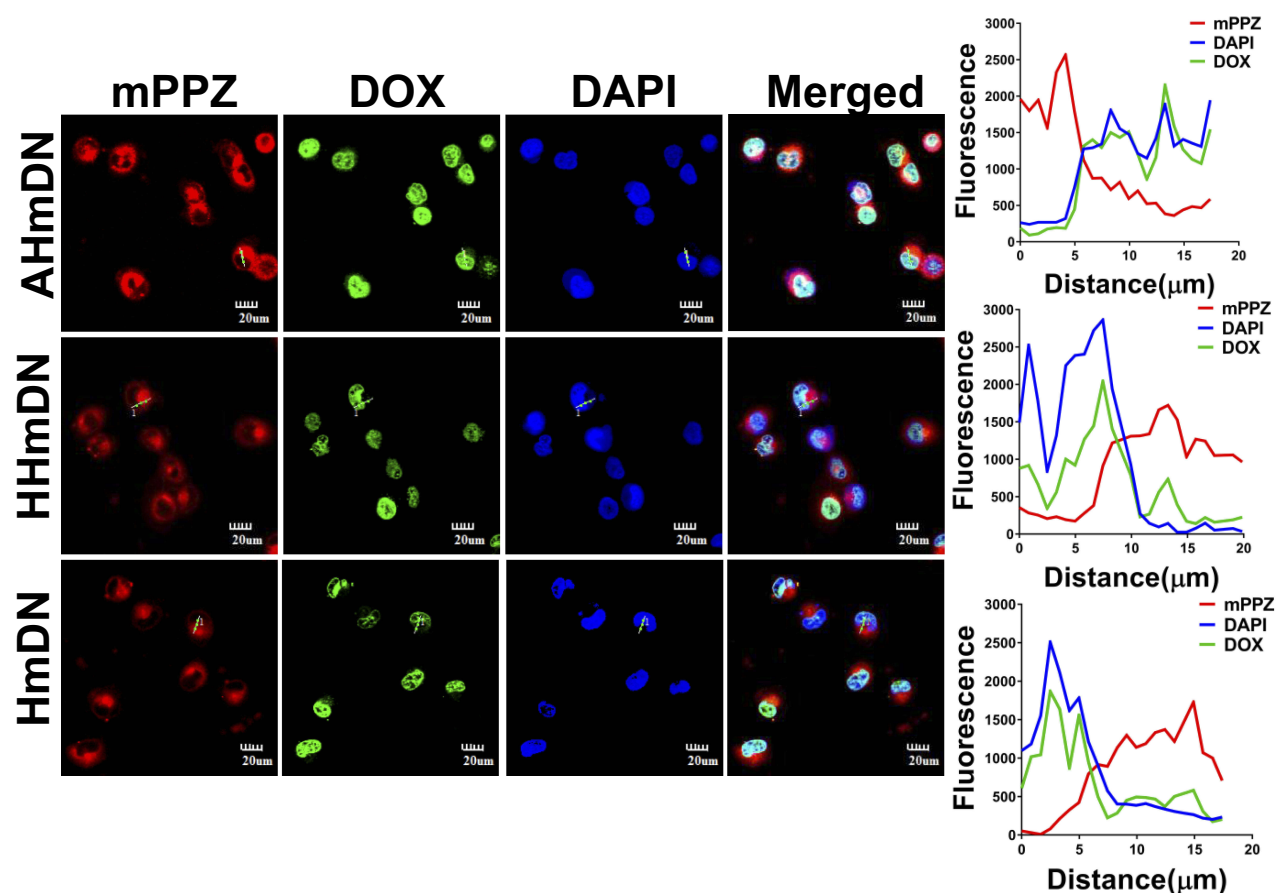 mPPZ DOX DAPI Merged
AHmDN
20um 20um 20um 20um
HHmDN
20um 20um 20um 20um
HmDN
20um 20um 20um 20um
Fluorescence
3000
2500
2000
1500
1000
500
0
0 5 10 15 20
Distance(μm)
mPPZ
DAPI
DOX
Fluorescence
3000
2500
2000
1500
1000
500
0
0 5 10 15 20
Distance(μm)
mPPZ
DAPI
DOX
Fluorescence
3000
2500
2000
1500
1000
500
0
0 5 10 15 20
Distance(μm)
mPPZ
DAPI
DOX